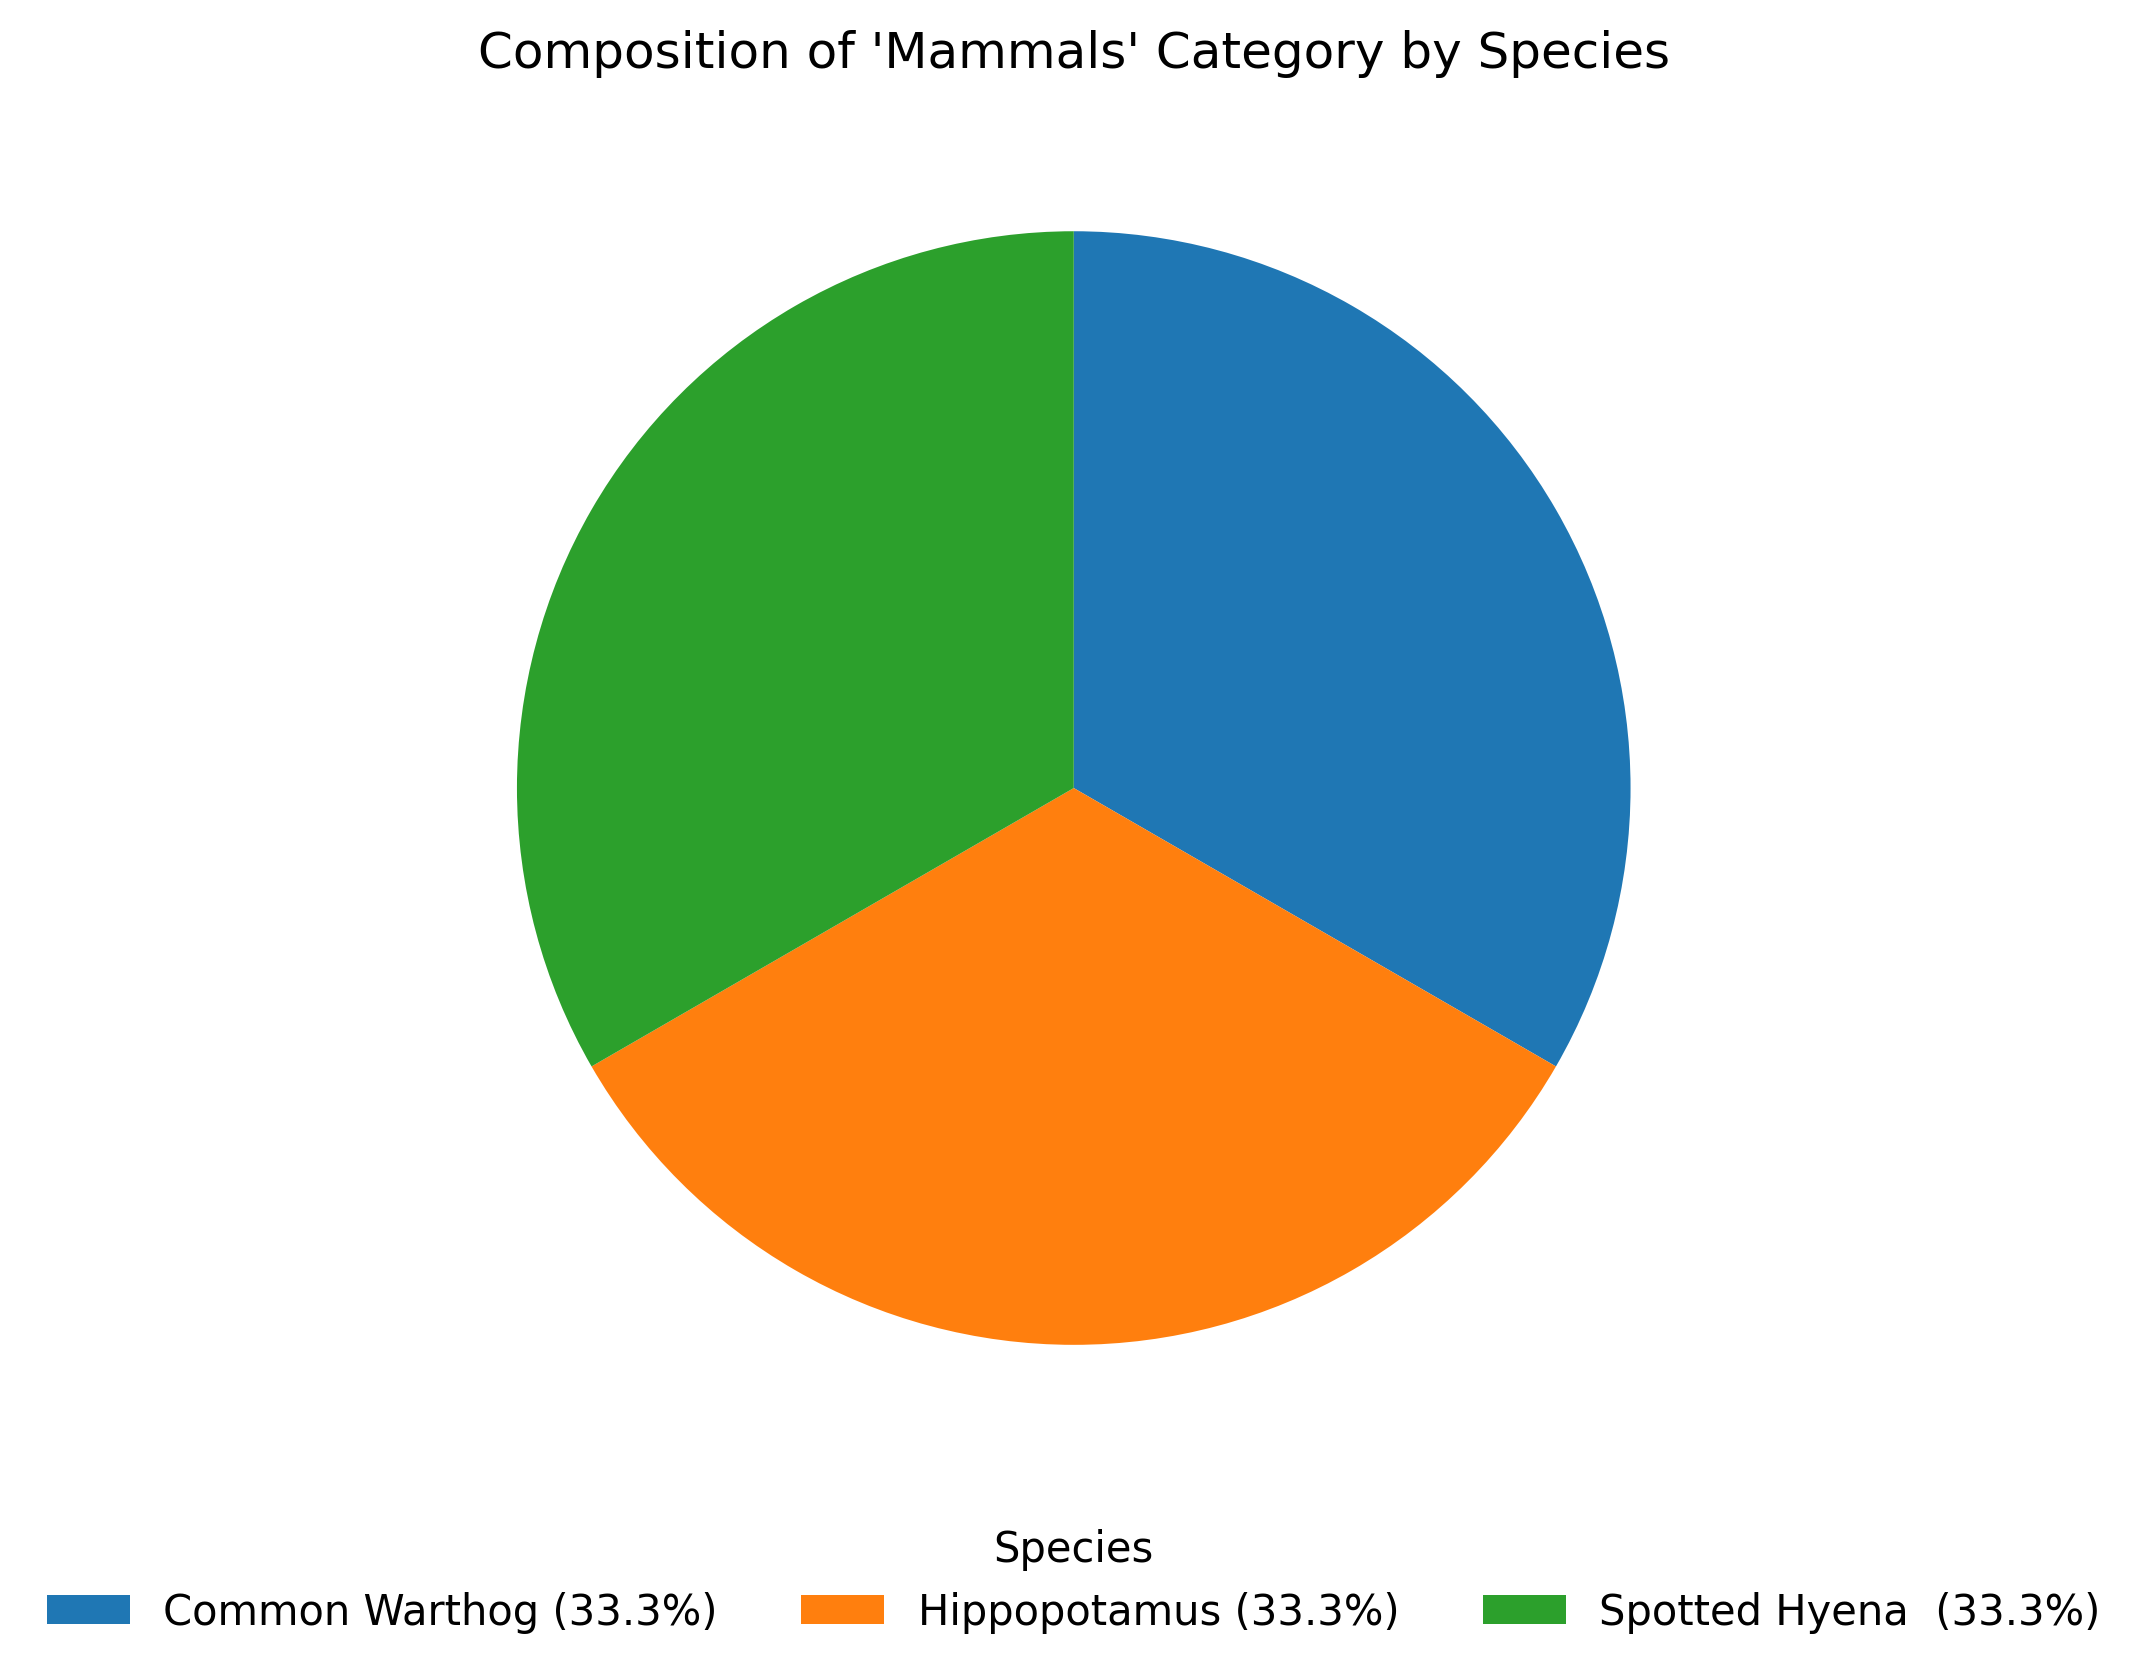 Composition of 'Mammals' Category by Species
Species
Common Warthog (33.3%)
Hippopotamus (33.3%)
Spotted Hyena  (33.3%)